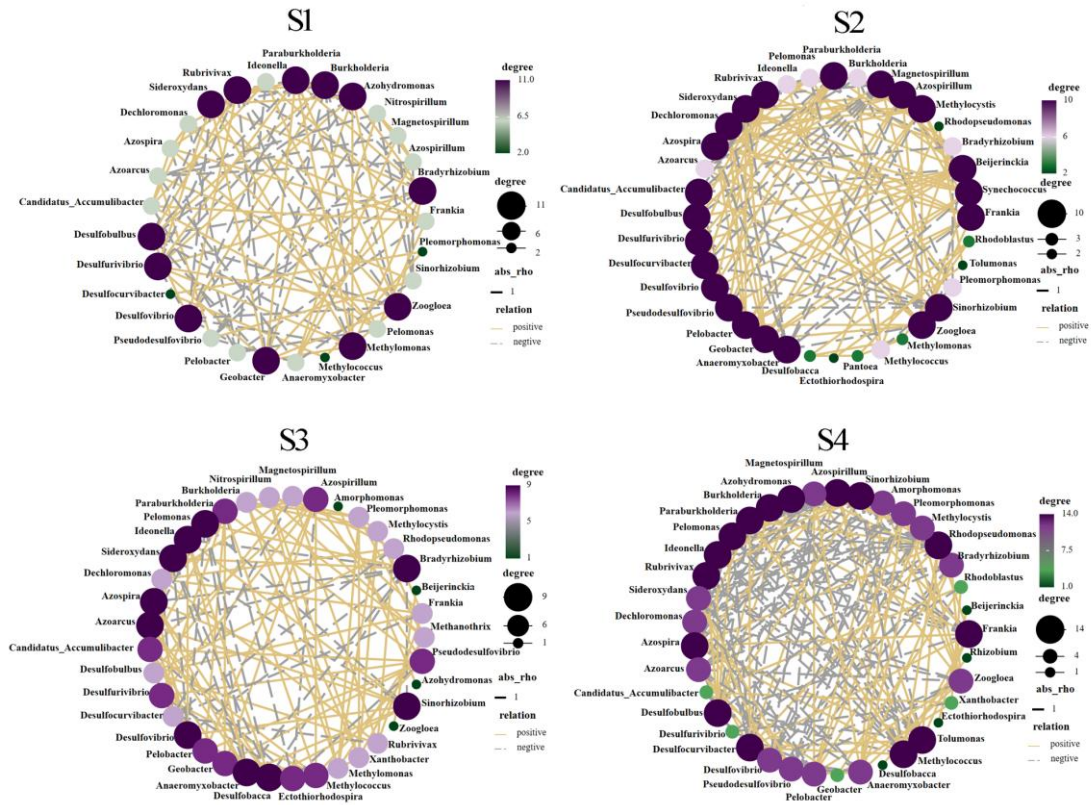 S1
Paraburkholderia
Ideonella
Burkholderia
Rubrivivax
Azohydromonas
Sideroxydans
Nitrospirillum
Dechloromonas
Magnetospirillum
Azospira
Azospirillum
Azoarcus
Bradyrhizobium
Candidatus_Accumulibacter
Frankia
Desulfobulbus
Pleomorphomonas
Desulfurivibrio
Sinorhizobium
Desulfocurvibacter
Zoogloea
Desulfovibrio
Pelomonas
Pseudodesulfovibrio
Methylomonas
Pelobacter
Methylococcus
Geobacter
Anaeromyxobacter
degree
11.0
6.5
2.0
degree
11
6
2
abs_rho
1
relation
positive
negtive
S2
Paraburkholderia
Pelomonas
Burkholderia
Ideonella
Magnetospirillum
Rubrivivax
Azospirillum
Sideroxydans
Methylocystis
Dechloromonas
Rhodopseudomonas
Azospira
Bradyrhizobium
Azoarcus
Beijerinckia
Candidatus_Accumulibacter
Synechococcus
Desulfobulbus
Frankia
Desulfurivibrio
Rhodoblastus
Desulfocurvibacter
Tolumonas
Desulfovibrio
Pleomorphomonas
Pseudodesulfovibrio
Sinorhizobium
Pelobacter
Zoogloea
Geobacter
Methylomonas
Anaeromyxobacter
Methylococcus
Desulfobacca
Pantoea
Ectothiorhodospira
degree
10
6
2
degree
10
3
2
abs_rho
1
relation
positive
negtive
S3
Magnetospirillum
Nitrospirillum
Azospirillum
Burkholderia
Amorphomonas
Paraburkholderia
Pleomorphomonas
Pelomonas
Methylocystis
Ideonella
Rhodopseudomonas
Sideroxydans
Bradyrhizobium
Dechloromonas
Beijerinckia
Azospira
Frankia
Azoarcus
Methanothrix
Candidatus_Accumulibacter
Pseudodesulfovibrio
Desulfobulbus
Azohydromonas
Desulfurivibrio
Sinorhizobium
Desulfocurvibacter
Zoogloea
Desulfovibrio
Rubrivivax
Pelobacter
Xanthobacter
Geobacter
Methylomonas
Anaeromyxobacter
Methylococcus
Desulfobacca
Ectothiorhodospira
degree
9
5
1
degree
9
6
1
abs_rho
1
relation
positive
negtive
S4
Magnetospirillum
Azospirillum
Azohydromonas
Sinorhizobium
Burkholderia
Amorphomonas
Paraburkholderia
Pleomorphomonas
Pelomonas
Methylocystis
Ideonella
Rhodopseudomonas
Rubrivivax
Bradyrhizobium
Sideroxydans
Rhodoblastus
Dechloromonas
Beijerinckia
Azospira
Frankia
Azoarcus
Rhizobium
Candidatus_Accumulibacter
Zoogloea
Desulfobulbus
Xanthobacter
Desulfurivibrio
Ectothiorhodospira
Desulfocurvibacter
Tolumonas
Desulfovibrio
Methylococcus
Pseudodesulfovibrio
Desulfobacca
Pelobacter
Anaeromyxobacter
Geobacter
degree
14.0
7.5
1.0
degree
14
4
1
abs_rho
1
relation
positive
negtive